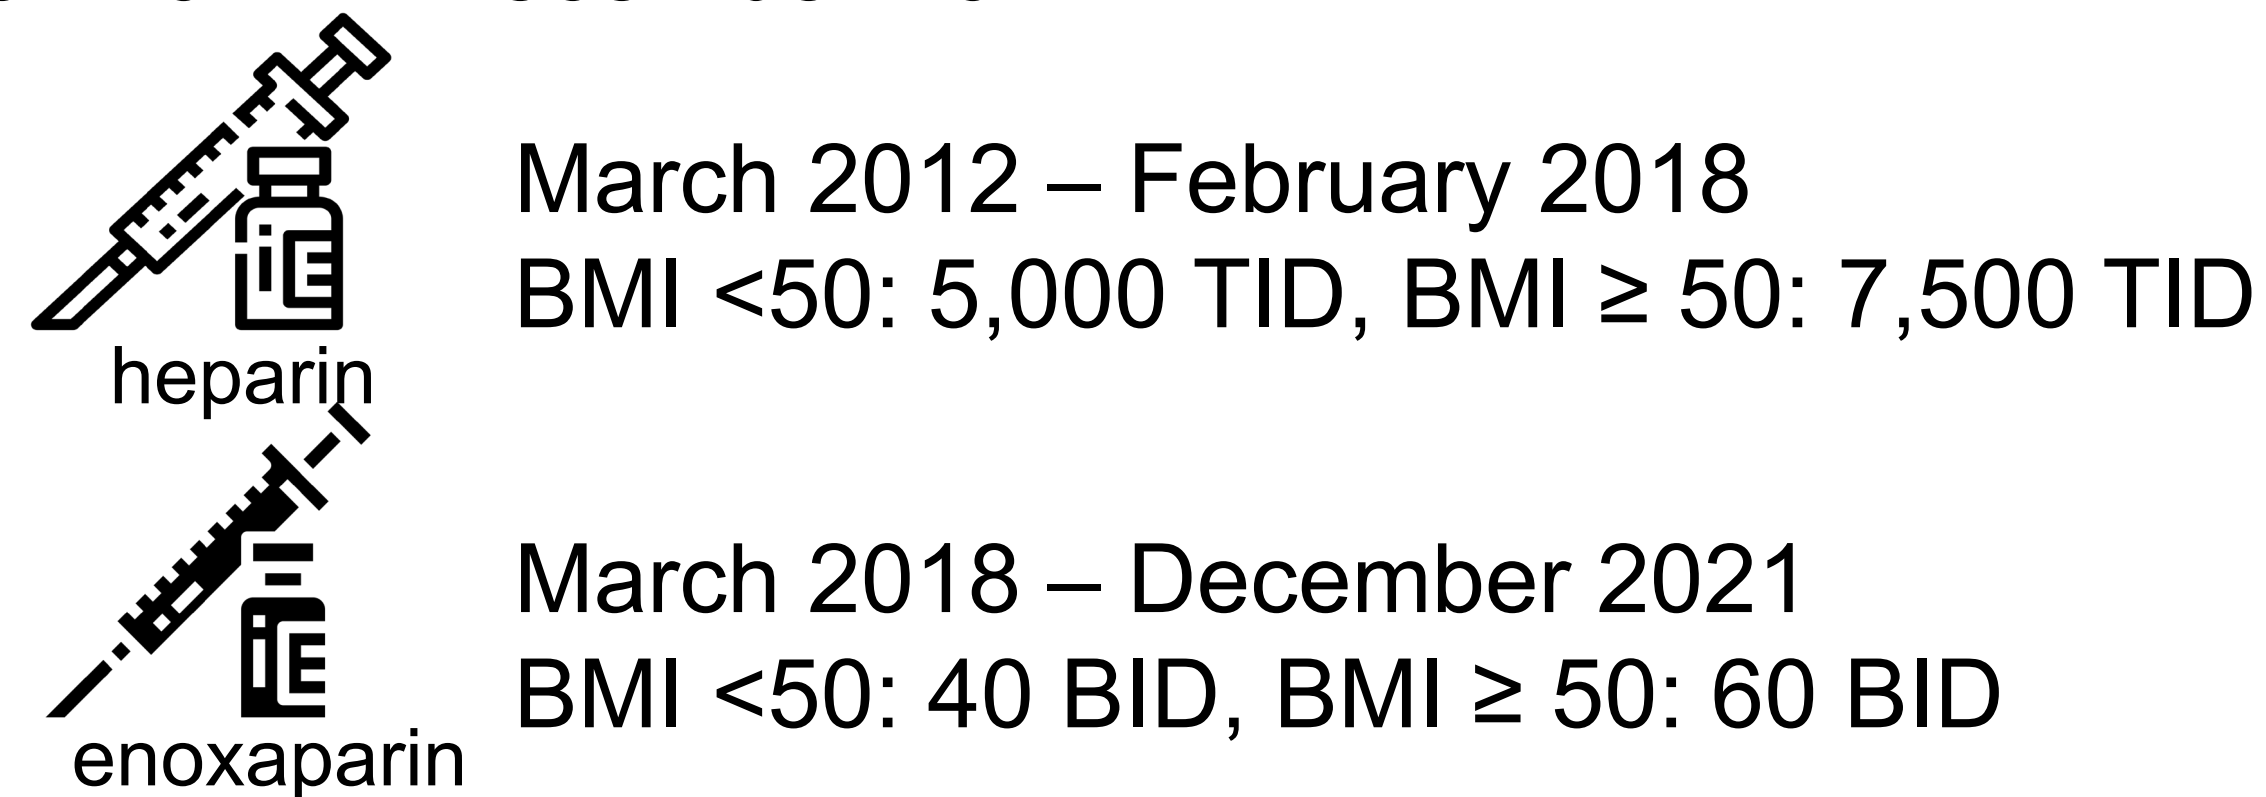 March 2012 – February 2018
BMI <50: 5,000 TID, BMI ≥ 50: 7,500 TID
heparin
March 2018 – December 2021
BMI <50: 40 BID, BMI ≥ 50: 60 BID
enoxaparin